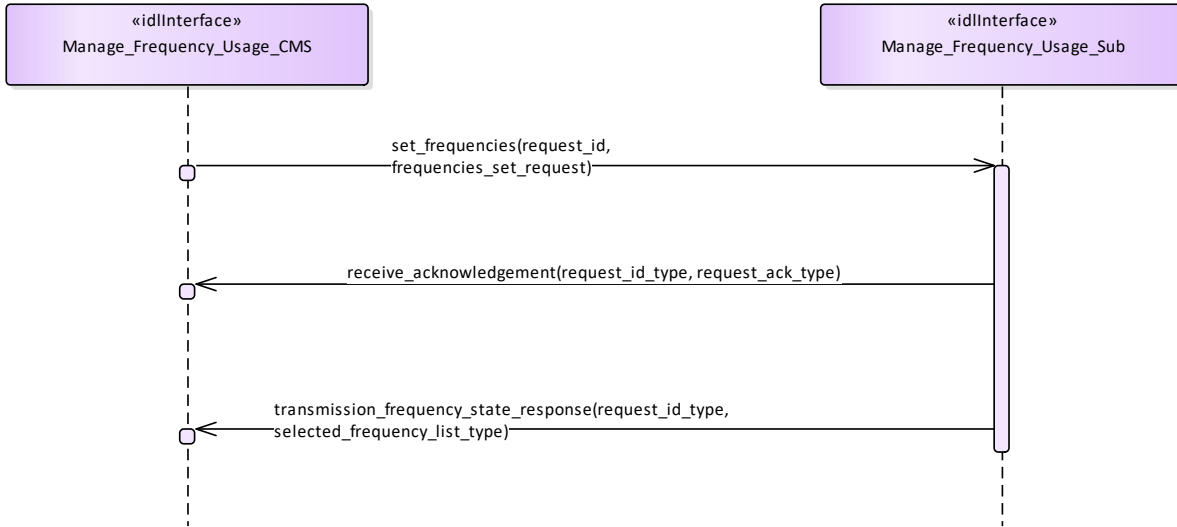 «idlInterface»
Manage_Frequency_Usage_CMS
«idlInterface»
Manage_Frequency_Usage_Sub
set_frequencies(request_id,
frequencies_set_request)
receive_acknowledgement(request_id_type, request_ack_type)
transmission_frequency_state_response(request_id_type,
selected_frequency_list_type)